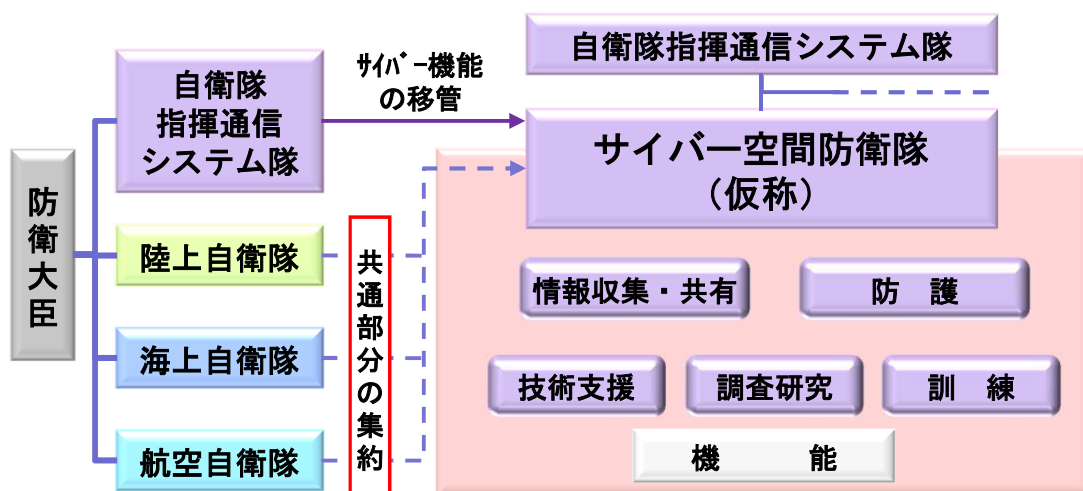 防衛大臣
自衛隊
指揮通信
システム隊
陸上自衛隊
海上自衛隊
航空自衛隊
ｻｲﾊﾞｰ機能
の移管
共通部分の集約
自衛隊指揮通信システム隊
サイバー空間防衛隊
（仮称）
情報収集・共有
防　護
技術支援
調査研究
訓　練
機　能